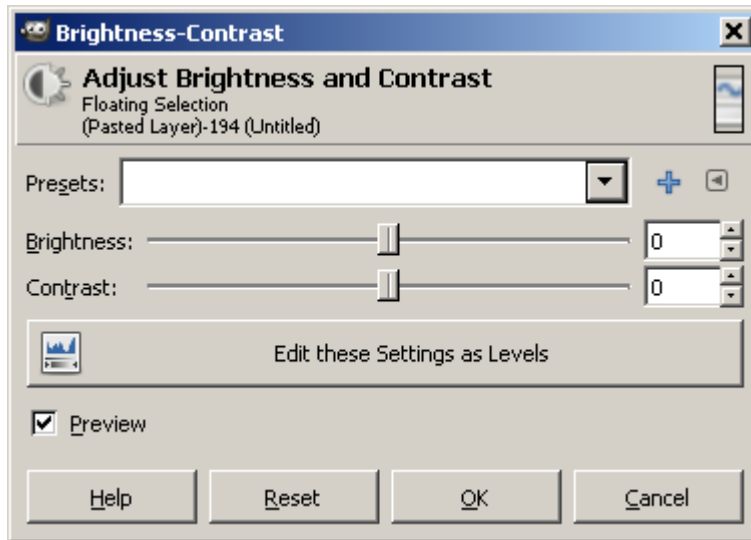 Brightness-Contrast
Adjust Brightness and Contrast
Floating Selection
(Pasted Layer)-194 (Untitled)
Presets:
Brightness: 0
Contrast: 0
Edit these Settings as Levels
Preview
Help Reset OK Cancel